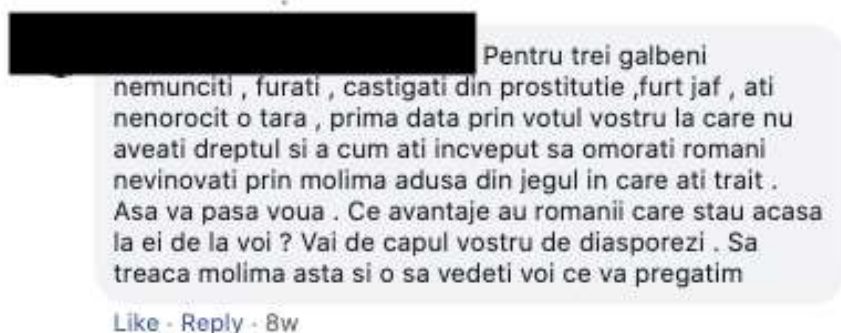 Pentru trei galbeni
nemunciti , furati , castigati din prostitutie ,furt jaf , ati
nenorocit o tara , prima data prin votul vostru la care nu
aveati dreptul si a cum ati incveput sa omorati romani
nevinovati prin molima adusa din jegul in care ati trait .
Asa va pasa voua . Ce avantaje au romanii care stau acasa
la ei de la voi ? Vai de capul vostru de diasporezi . Sa
treaca molima asta si o sa vedeti voi ce va pregatim
Like · Reply · 8w